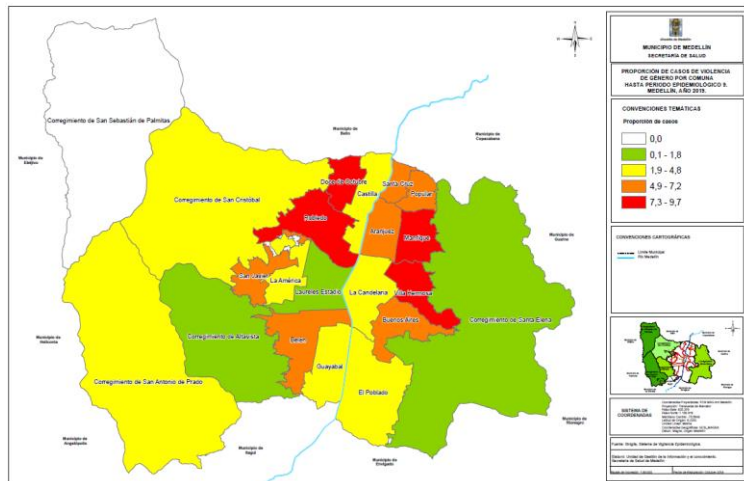 Corregimiento de San Sebastián de Palmitas
Municipio de
Bello
Municipio de
Copacabana
Municipio de
Ebéjico
Doce de Octubre
Castilla
Santa Cruz
Popular
Corregimiento de San Cristóbal
Robledo
Aranjuez
Manrique
Municipio de
Guarne
San Javier
La América
Laureles Estadio
La Candelaria
Villa Hermosa
Corregimiento de Altavista
Belén
Buenos Aires
Corregimiento de Santa Elena
Municipio de
Heliconia
Guayabal
Corregimiento de San Antonio de Prado
El Poblado
Municipio de
Rionegro
Municipio de
Angelópolis
Municipio de
Itagüí
Municipio de
Envigado
MUNICIPIO DE MEDELLÍN
SECRETARÍA DE SALUD
PROPORCIÓN DE CASOS DE VIOLENCIA
DE GÉNERO POR COMUNA
HASTA PERIODO EPIDEMIOLÓGICO 9.
MEDELLÍN, AÑO 2019.
CONVENCIONES TEMÁTICAS
Proporción de casos
0,0
0,1 - 1,8
1,9 - 4,8
4,9 - 7,2
7,3 - 9,7
CONVENCIONES CARTOGRÁFICAS
Límite Municipal
Río Medellín
SISTEMA DE
COORDENADAS